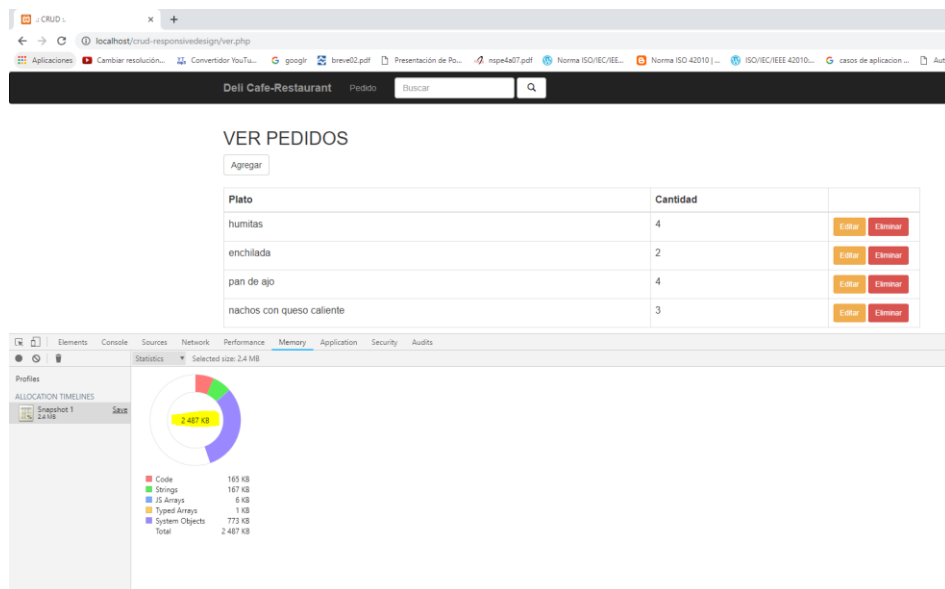 .: CRUD :.
localhost/crud-responsivedesign/ver.php
Aplicaciones Cambiar resolución... Convertidor YouTu... googlr breve02.pdf Presentación de Po... nspe4a07.pdf Norma ISO/IEC/IEE... Norma ISO 42010 | ... ISO/IEC/IEEE 42010:... casos de aplicacion ... Aut
Deli Cafe-Restaurant Pedido Buscar
VER PEDIDOS
Agregar
Plato Cantidad
humitas 4 Editar Eliminar
enchilada 2 Editar Eliminar
pan de ajo 4 Editar Eliminar
nachos con queso caliente 3 Editar Eliminar
Elements Console Sources Network Performance Memory Application Security Audits
Statistics Selected size: 2.4 MB
Profiles
ALLOCATION TIMELINES
Snapshot 1 Save
2.4 MB
2 487 KB
Code 165 KB
Strings 167 KB
JS Arrays 6 KB
Typed Arrays 1 KB
System Objects 773 KB
Total 2 487 KB